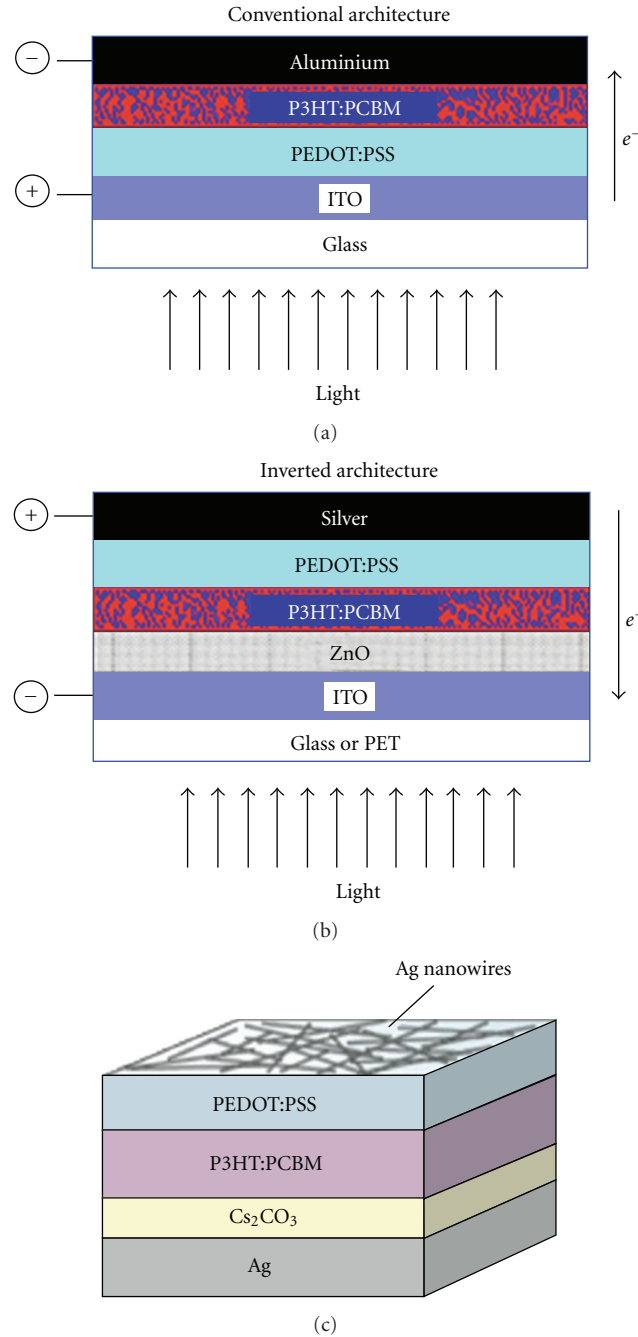 Conventional architecture
−
Aluminium
P3HT:PCBM
e⁻
PEDOT:PSS
+
ITO
Glass
Light
(a)
Inverted architecture
+
Silver
PEDOT:PSS
e⁻
P3HT:PCBM
ZnO
−
ITO
Glass or PET
Light
(b)
Ag nanowires
PEDOT:PSS
P3HT:PCBM
Cs₂CO₃
Ag
(c)